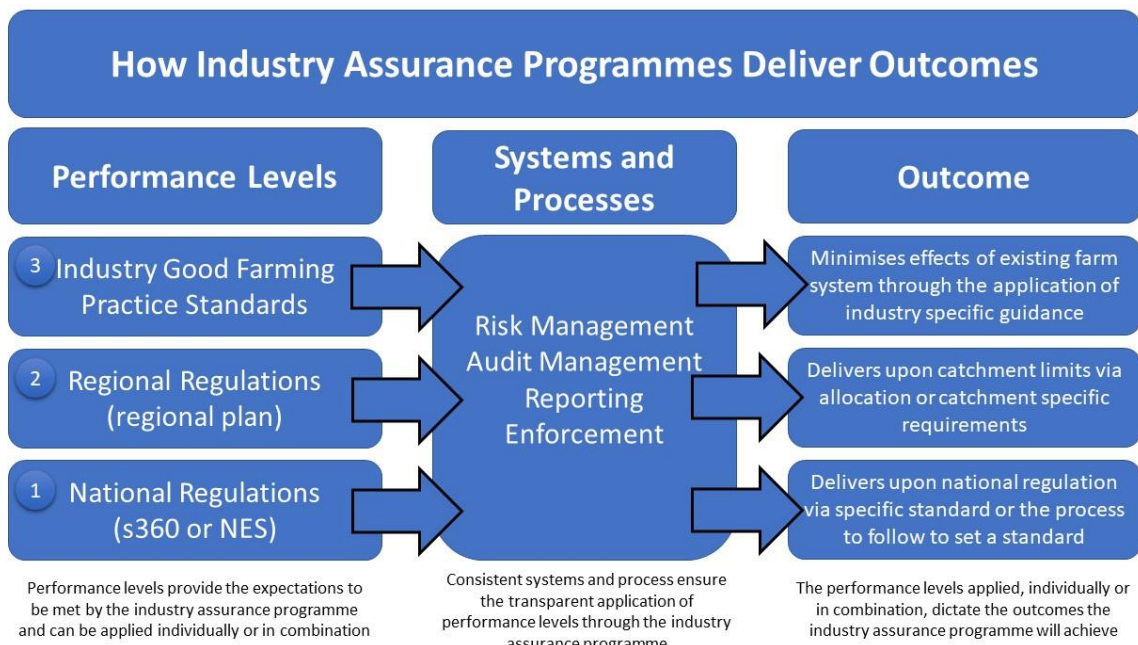 How Industry Assurance Programmes Deliver Outcomes
Performance Levels
Systems and
Processes
Outcome
3
Industry Good Farming
Practice Standards
2
Regional Regulations
(regional plan)
1
National Regulations
(s360 or NES)
Risk Management
Audit Management
Reporting
Enforcement
Minimises effects of existing farm
system through the application of
industry specific guidance
Delivers upon catchment limits via
allocation or catchment specific
requirements
Delivers upon national regulation
via specific standard or the process
to follow to set a standard
Performance levels provide the expectations to
be met by the industry assurance programme
and can be applied individually or in combination
Consistent systems and process ensure
the transparent application of
performance levels through the industry
assurance programme
The performance levels applied, individually or
in combination, dictate the outcomes the
industry assurance programme will achieve